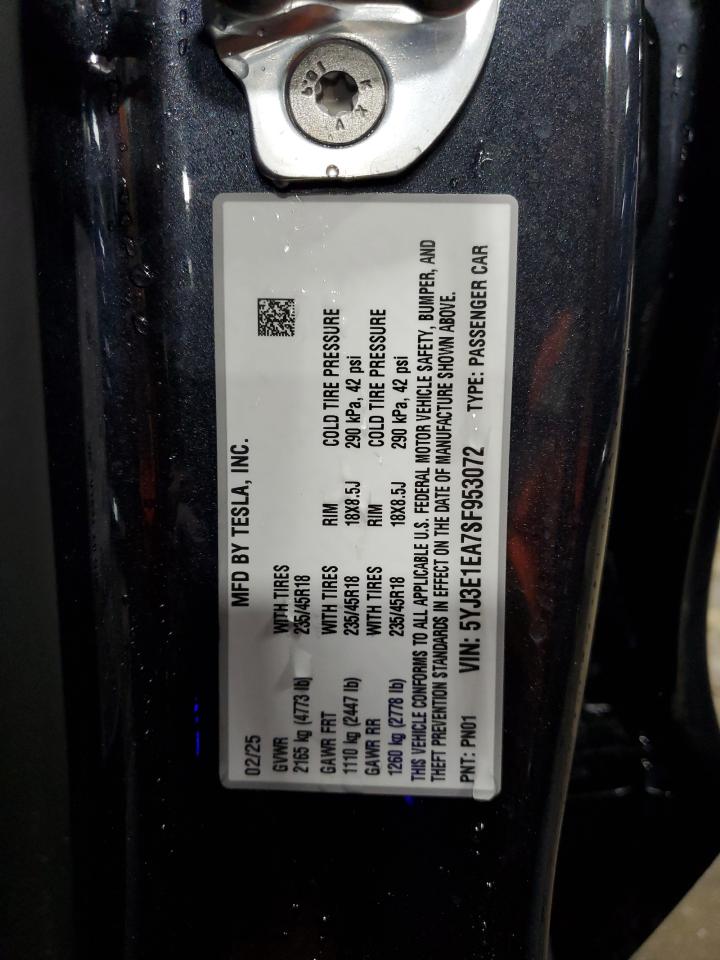 10.9
KKA
MFD BY TESLA, INC.
02/25
GVWR WITH TIRES
2165 kg (4773 lb) 235/45R18
GAWR FRT WITH TIRES RIM COLD TIRE PRESSURE
1110 kg (2447 lb) 235/45R18 18X8.5J 290 kPa, 42 psi
GAWR RR WITH TIRES RIM COLD TIRE PRESSURE
1260 kg (2778 lb) 235/45R18 18X8.5J 290 kPa, 42 psi
THIS VEHICLE CONFORMS TO ALL APPLICABLE U.S. FEDERAL MOTOR VEHICLE SAFETY, BUMPER, AND
THEFT PREVENTION STANDARDS IN EFFECT ON THE DATE OF MANUFACTURE SHOWN ABOVE.
PNT: PN01 VIN: 5YJ3E1EA7SF953072 TYPE: PASSENGER CAR